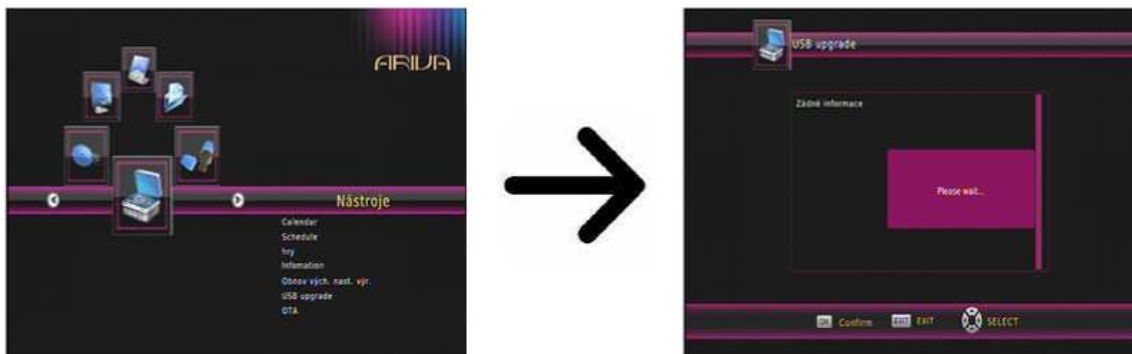 ARIVA
Nástroje
Calendar
Schedule
hry
Infomation
Obnov vých. nast. výr.
USB upgrade
OTA
USB upgrade
Žádné informace
Please wait...
OK Confirm EXIT EXIT SELECT